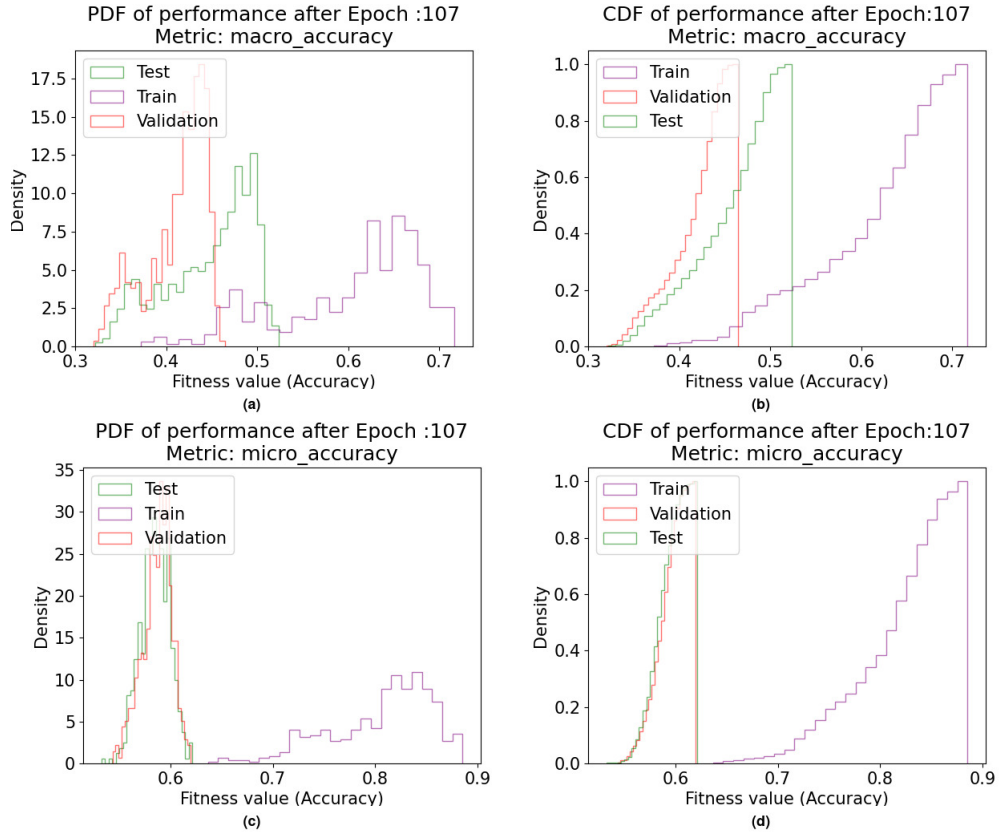 PDF of performance after Epoch :107
Metric: macro_accuracy
Test
Train
Validation
17.5
15.0
12.5
10.0
7.5
5.0
2.5
0.0
Density
0.3
0.4
0.5
0.6
0.7
Fitness value (Accuracy)
(a)
CDF of performance after Epoch:107
Metric: macro_accuracy
Train
Validation
Test
1.0
0.8
0.6
0.4
0.2
0.0
Density
0.3
0.4
0.5
0.6
0.7
Fitness value (Accuracy)
(b)
PDF of performance after Epoch :107
Metric: micro_accuracy
Test
Train
Validation
35
30
25
20
15
10
5
0
Density
0.6
0.7
0.8
0.9
Fitness value (Accuracy)
(c)
CDF of performance after Epoch:107
Metric: micro_accuracy
Train
Validation
Test
1.0
0.8
0.6
0.4
0.2
0.0
Density
0.6
0.7
0.8
0.9
Fitness value (Accuracy)
(d)